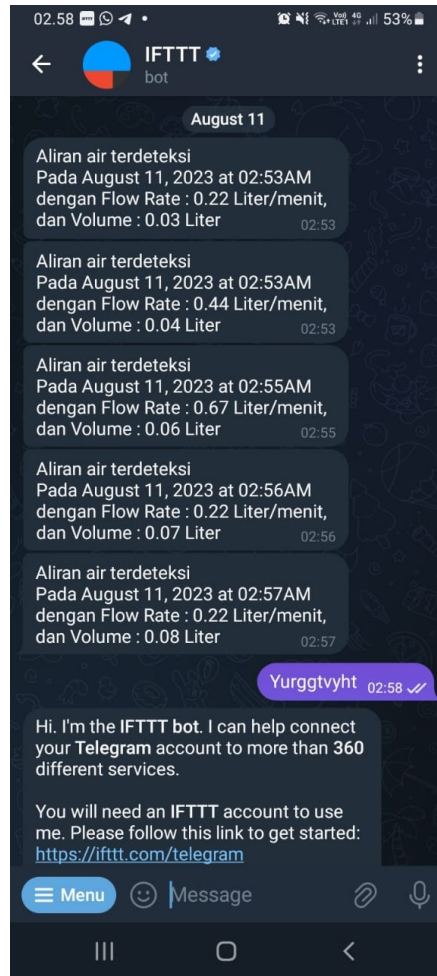 02.58
53%
IFTTT
bot
August 11
Aliran air terdeteksi
Pada August 11, 2023 at 02:53AM
dengan Flow Rate : 0.22 Liter/menit,
dan Volume : 0.03 Liter 02:53
Aliran air terdeteksi
Pada August 11, 2023 at 02:53AM
dengan Flow Rate : 0.44 Liter/menit,
dan Volume : 0.04 Liter 02:53
Aliran air terdeteksi
Pada August 11, 2023 at 02:55AM
dengan Flow Rate : 0.67 Liter/menit,
dan Volume : 0.06 Liter 02:55
Aliran air terdeteksi
Pada August 11, 2023 at 02:56AM
dengan Flow Rate : 0.22 Liter/menit,
dan Volume : 0.07 Liter 02:56
Aliran air terdeteksi
Pada August 11, 2023 at 02:57AM
dengan Flow Rate : 0.22 Liter/menit,
dan Volume : 0.08 Liter 02:57
Yurggtvyht 02:58
Hi. I'm the IFTTT bot. I can help connect
your Telegram account to more than 360
different services.
You will need an IFTTT account to use
me. Please follow this link to get started:
https://ifttt.com/telegram
Menu
Message